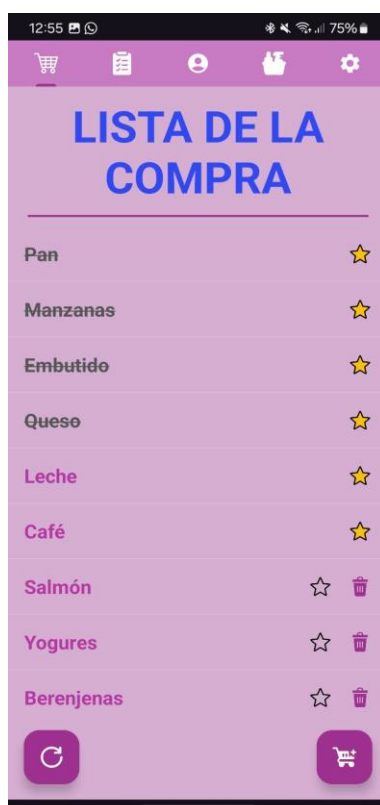 12:55
75%
LISTA DE LA
COMPRA
Pan
Manzanas
Embutido
Queso
Leche
Café
Salmón
Yogures
Berenjenas